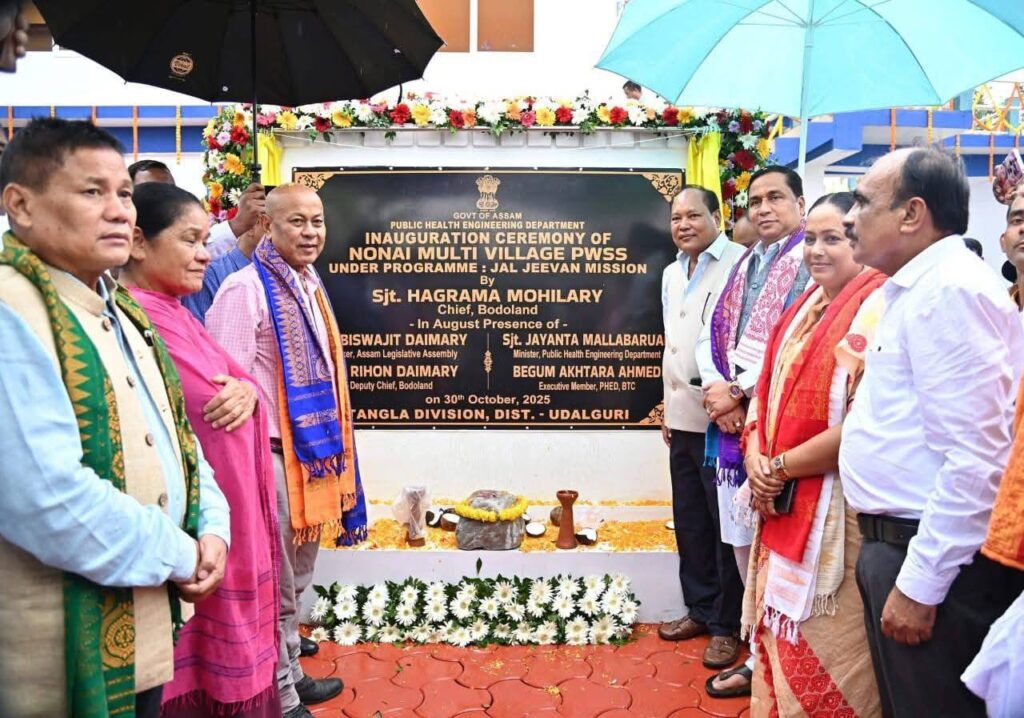 GOVT OF ASSAM
PUBLIC HEALTH ENGINEERING DEPARTMENT
INAUGURATION CEREMONY OF
NONAI MULTI VILLAGE PWSS
UNDER PROGRAMME : JAL JEEVAN MISSION
By
Sjt. HAGRAMA MOHILARY
Chief, Bodoland
- In August Presence of -
BISWAJIT DAIMARY
Assam Legislative Assembly
RIHON DAIMARY
Deputy Chief, Bodoland
Sjt. JAYANTA MALLABARUA
Minister, Public Health Engineering Department
BEGUM AKHTARA AHMED
Executive Member, PHED, BTC
on 30th October, 2025
TANGLA DIVISION, DIST. - UDALGURI